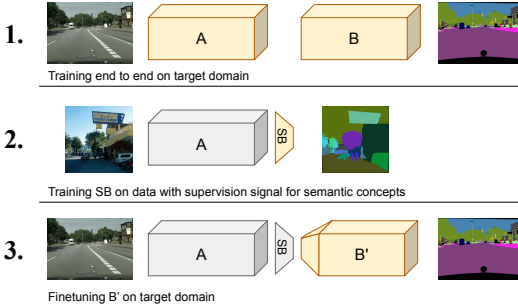 1.
A
B
Training end to end on target domain
2.
A
SB
Training SB on data with supervision signal for semantic concepts
3.
A
SB
B'
Finetuning B' on target domain